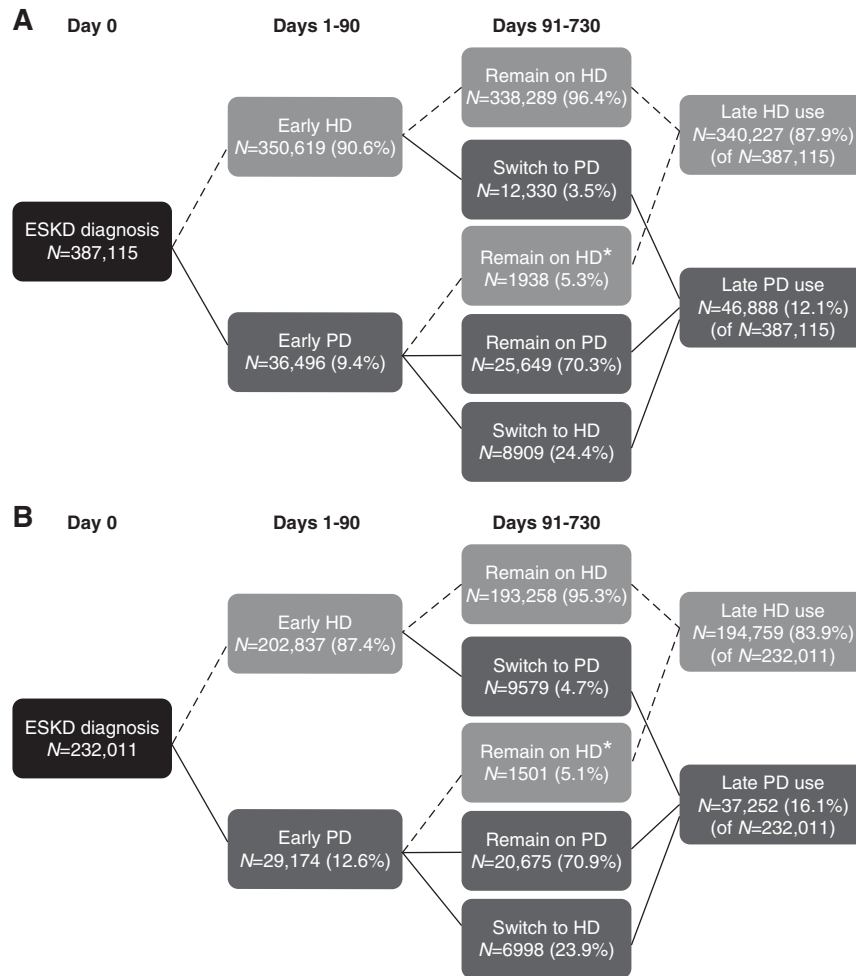 A
Day 0
Days 1-90
Days 91-730
ESKD diagnosis
N=387,115
Early HD
N=350,619 (90.6%)
Early PD
N=36,496 (9.4%)
Remain on HD
N=338,289 (96.4%)
Switch to PD
N=12,330 (3.5%)
Remain on HD*
N=1938 (5.3%)
Remain on PD
N=25,649 (70.3%)
Switch to HD
N=8909 (24.4%)
Late HD use
N=340,227 (87.9%)
(of N=387,115)
Late PD use
N=46,888 (12.1%)
(of N=387,115)
B
Day 0
Days 1-90
Days 91-730
ESKD diagnosis
N=232,011
Early HD
N=202,837 (87.4%)
Early PD
N=29,174 (12.6%)
Remain on HD
N=193,258 (95.3%)
Switch to PD
N=9579 (4.7%)
Remain on HD*
N=1501 (5.1%)
Remain on PD
N=20,675 (70.9%)
Switch to HD
N=6998 (23.9%)
Late HD use
N=194,759 (83.9%)
(of N=232,011)
Late PD use
N=37,252 (16.1%)
(of N=232,011)